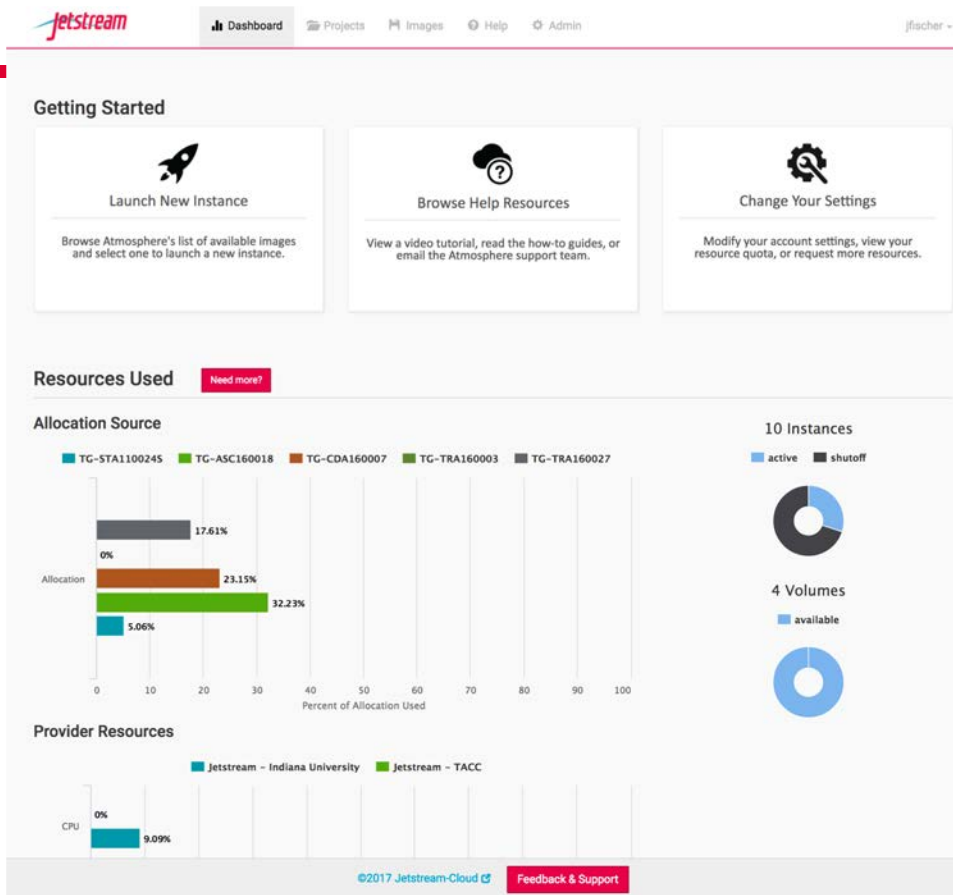 Jetstream
Dashboard Projects Images Help Admin jfischer
Getting Started
Launch New Instance
Browse Atmosphere's list of available images
and select one to launch a new instance.
?
Browse Help Resources
View a video tutorial, read the how-to guides, or
email the Atmosphere support team.
Change Your Settings
Modify your account settings, view your
resource quota, or request more resources.
Resources Used Need more?
Allocation Source
TG-STA110024S TG-ASC160018 TG-CDA160007 TG-TRA160003 TG-TRA160027
17.61%
0%
Allocation 23.15%
32.23%
5.06%
0 10 20 30 40 50 60 70 80 90 100
Percent of Allocation Used
10 Instances
active shutoff
4 Volumes
available
Provider Resources
Jetstream - Indiana University Jetstream - TACC
0%
CPU
9.09%
©2017 Jetstream-Cloud Feedback & Support